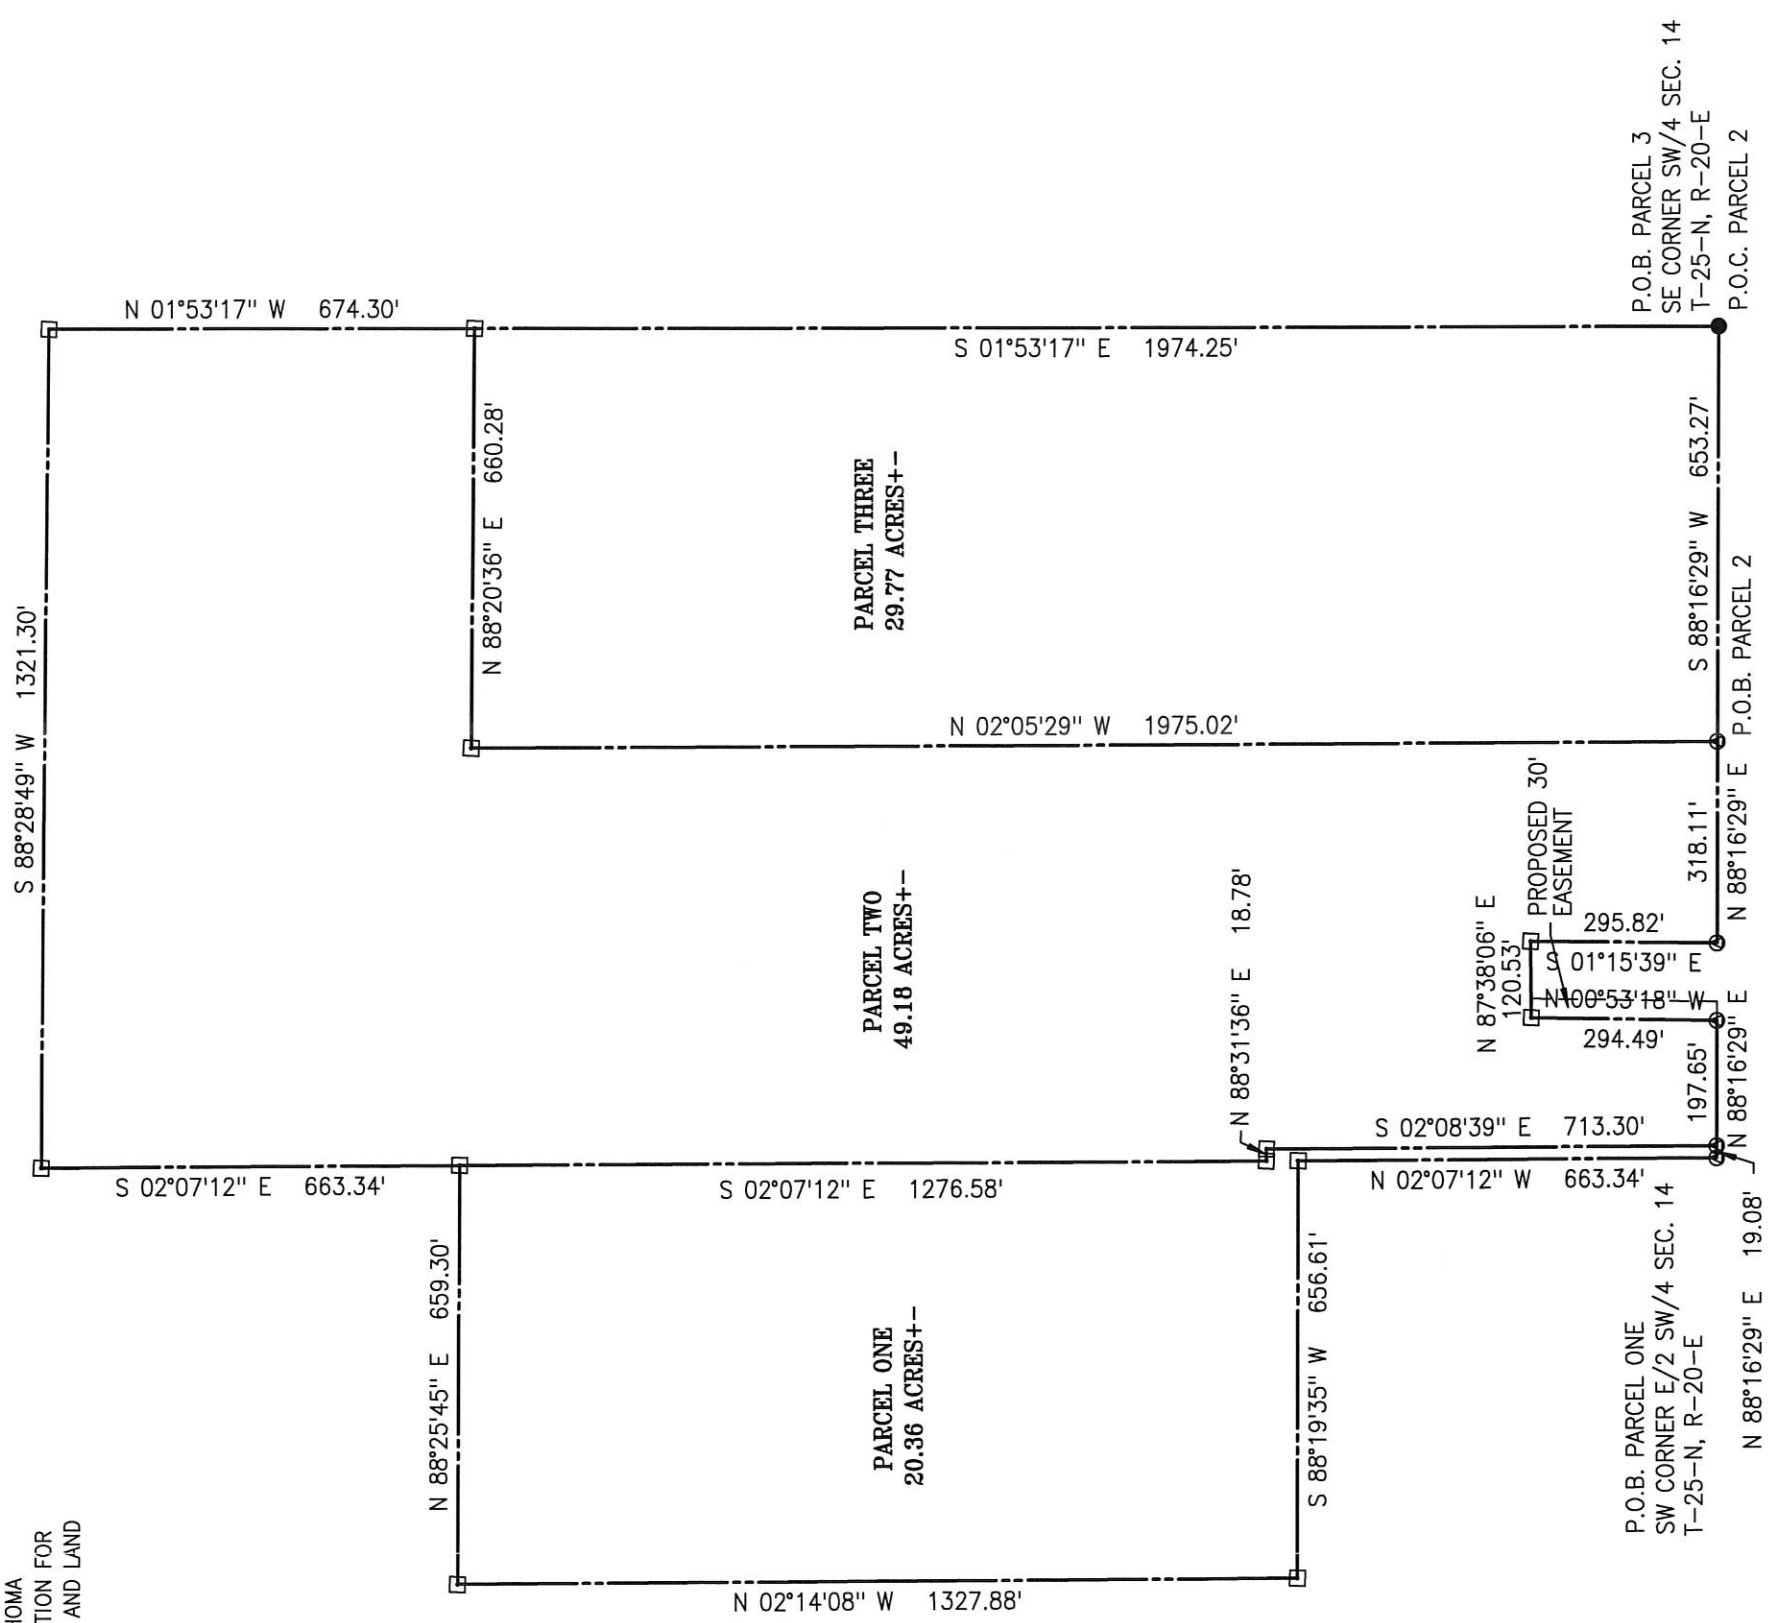 HOMA
TION FOR
AND LAND
S 88°28'49" W 1321.30'
N 01°53'17" W 674.30'
S 01°53'17" E 1974.25'
N 88°20'36" E 660.28'
PARCEL THREE
29.77 ACRES+-
N 02°05'29" W 1975.02'
S 88°16'29" W 653.27'
P.O.B. PARCEL 3
SE CORNER SW/4 SEC. 14
T-25-N, R-20-E
P.O.C. PARCEL 2
P.O.B. PARCEL 2
318.11'
N 88°16'29" E
PROPOSED 30'
EASEMENT
295.82'
S 01°15'39" E
N 87°38'06" E
120.53'
N 00°53'18" W
294.49'
197.65'
N 88°16'29" E
PARCEL TWO
49.18 ACRES+-
N 88°31'36" E 18.78'
S 02°08'39" E 713.30'
N 02°07'12" W 663.34'
S 02°07'12" E 663.34'
S 02°07'12" E 1276.58'
N 88°25'45" E 659.30'
PARCEL ONE
20.36 ACRES+-
S 88°19'35" W 656.61'
N 02°14'08" W 1327.88'
P.O.B. PARCEL ONE
SW CORNER E/2 SW/4 SEC. 14
T-25-N, R-20-E
N 88°16'29" E 19.08'